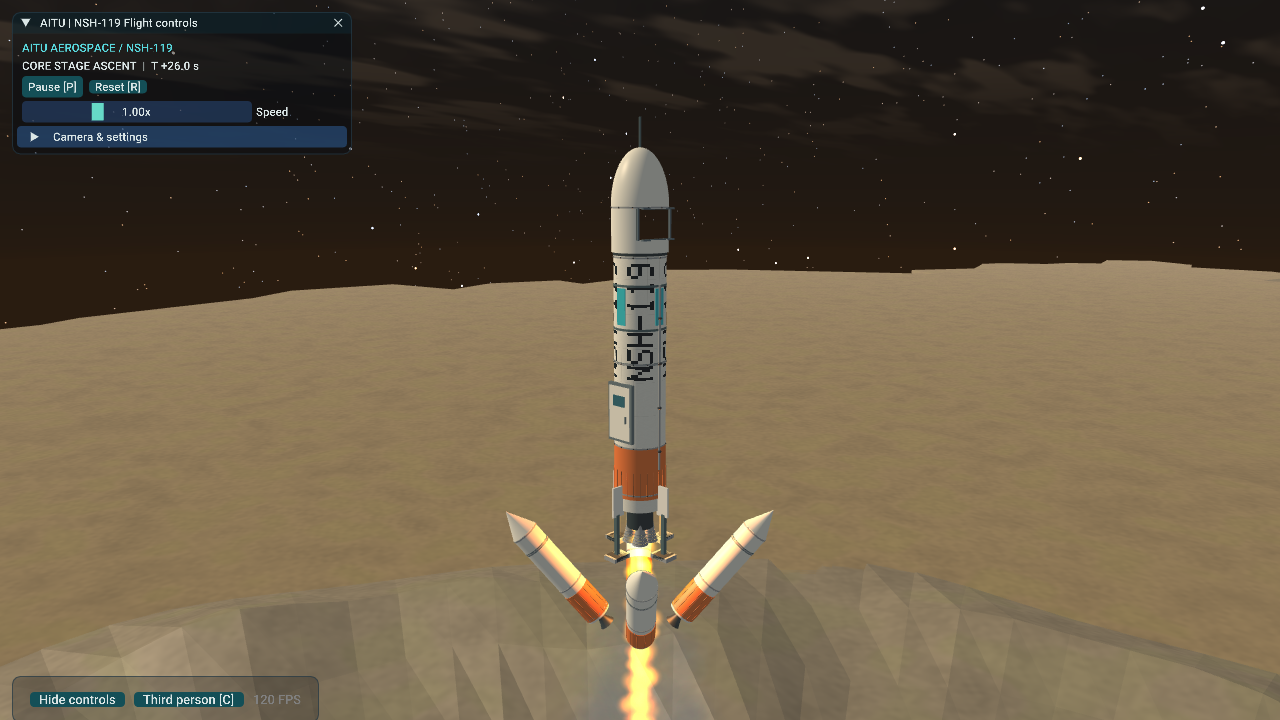 AITU | NSH-119 Flight controls
AITU AEROSPACE / NSH-119
CORE STAGE ASCENT | T +26.0 s
Pause [P] Reset [R]
1.00x Speed
Camera & settings
NSH-119
Hide controls Third person [C] 120 FPS